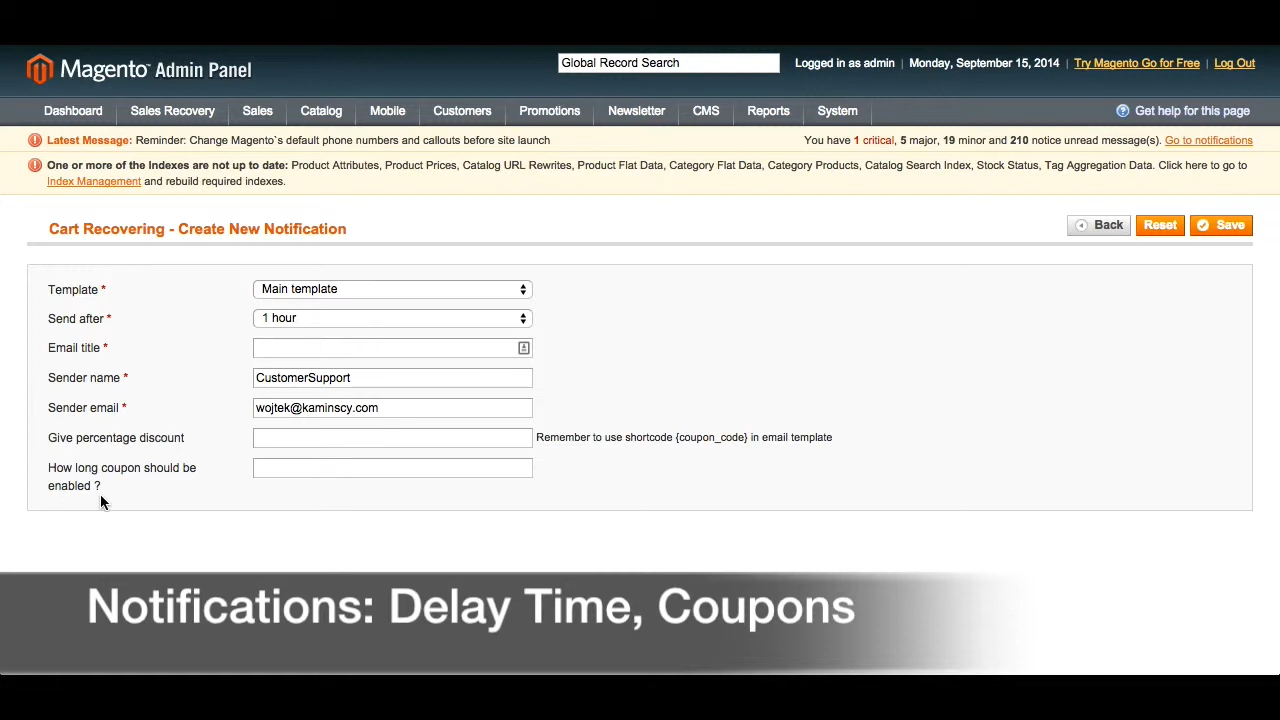 Magento™ Admin Panel
Global Record Search
Logged in as admin | Monday, September 15, 2014 | Try Magento Go for Free | Log Out
Dashboard Sales Recovery Sales Catalog Mobile Customers Promotions Newsletter CMS Reports System
Get help for this page
Latest Message: Reminder: Change Magento`s default phone numbers and callouts before site launch
You have 1 critical, 5 major, 19 minor and 210 notice unread message(s). Go to notifications
One or more of the Indexes are not up to date: Product Attributes, Product Prices, Catalog URL Rewrites, Product Flat Data, Category Flat Data, Category Products, Catalog Search Index, Stock Status, Tag Aggregation Data. Click here to go to
Index Management and rebuild required indexes.
Cart Recovering - Create New Notification
Back Reset Save
Template * Main template
Send after * 1 hour
Email title *
Sender name * CustomerSupport
Sender email * wojtek@kaminscy.com
Give percentage discount Remember to use shortcode {coupon_code} in email template
How long coupon should be
enabled ?
Notifications: Delay Time, Coupons